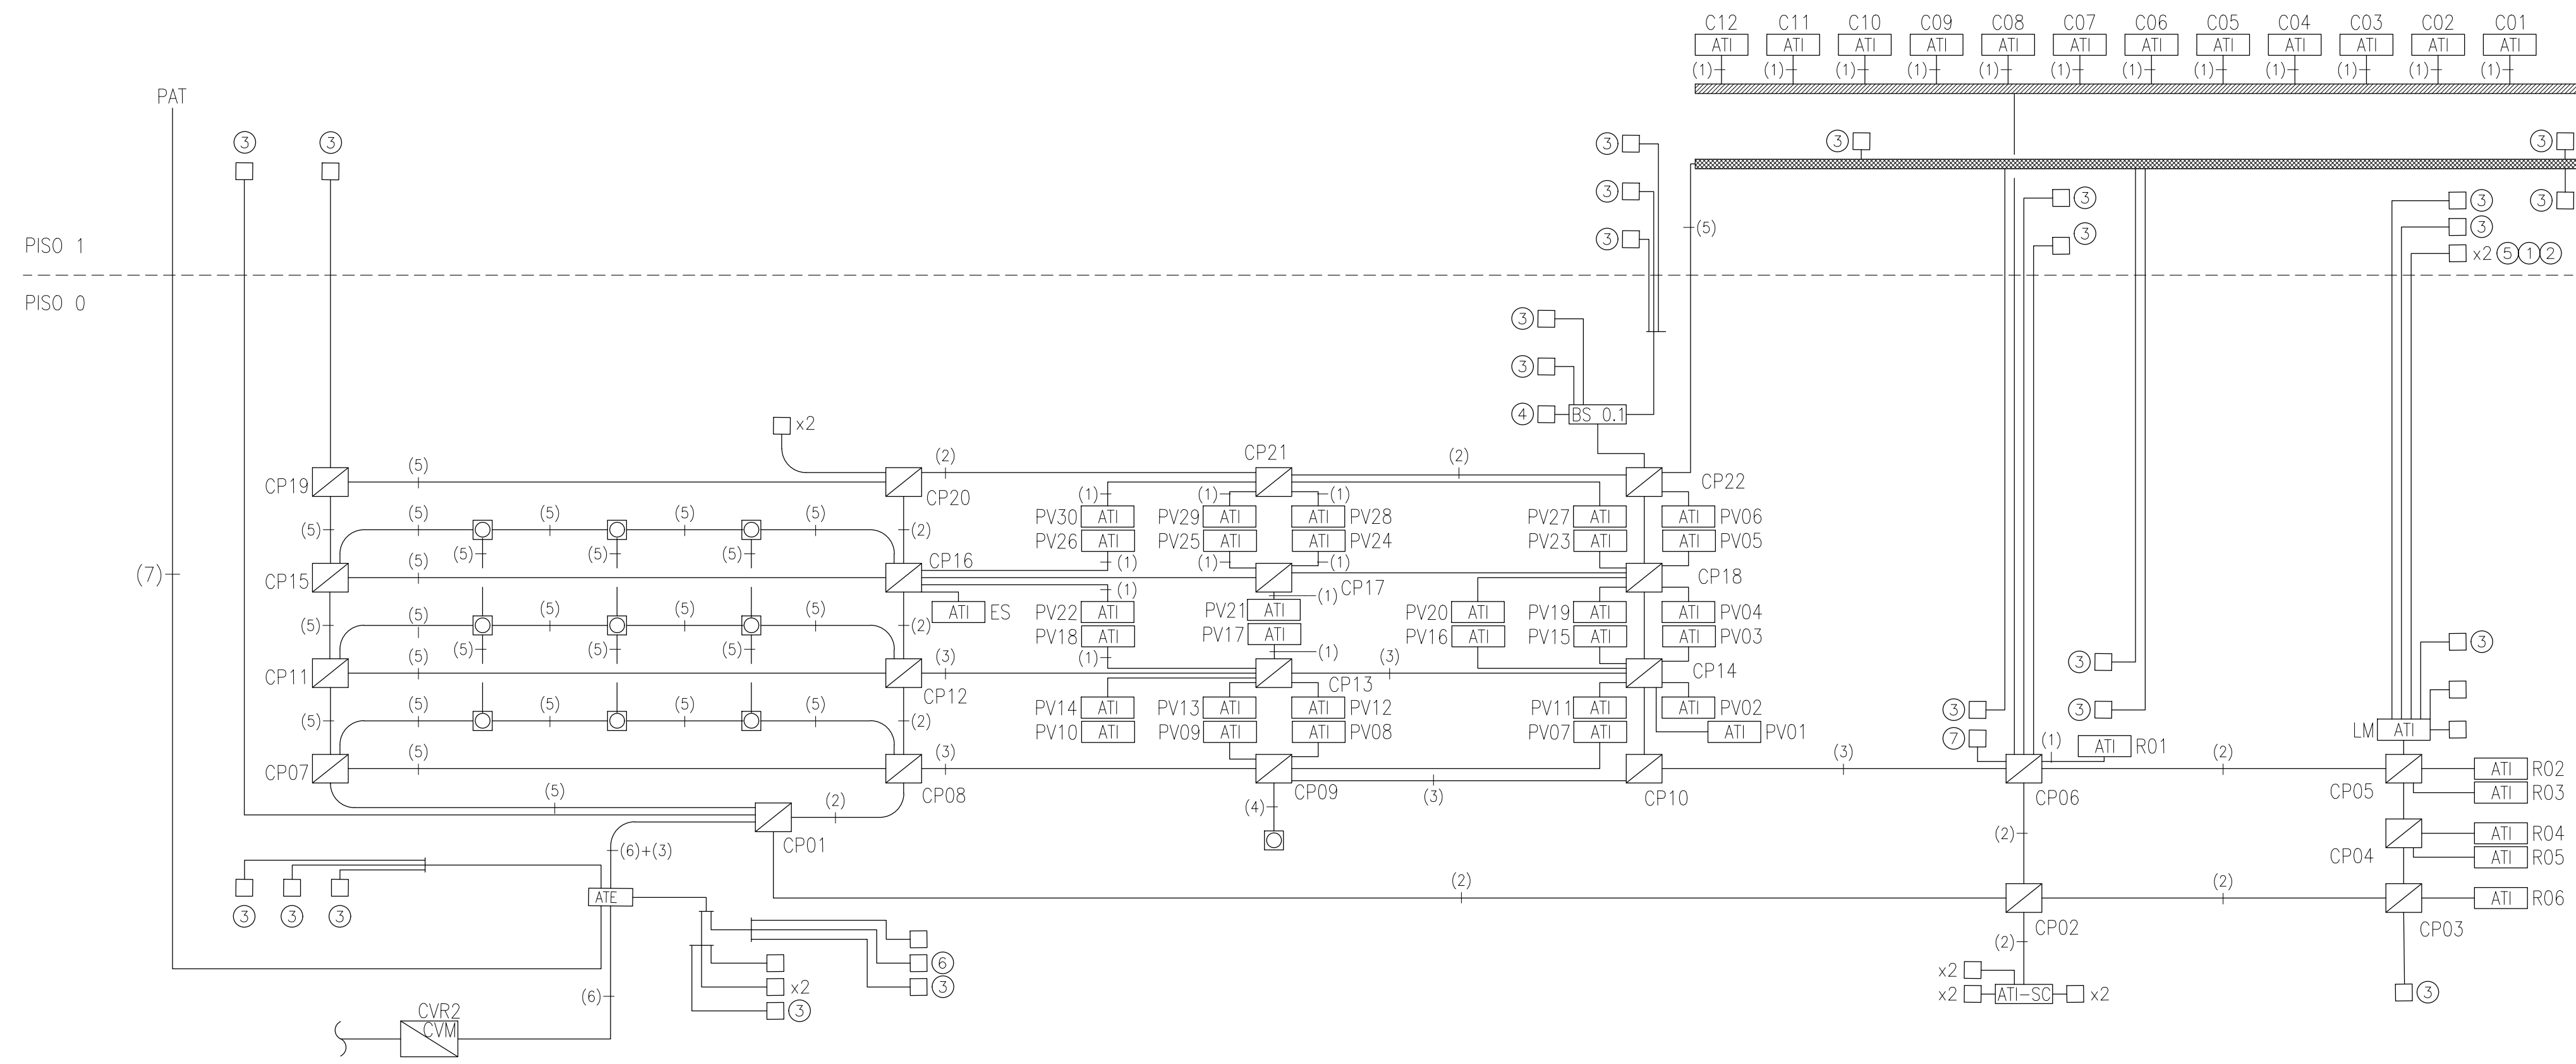 C12 C11 C10 C09 C08 C07 C06 C05 C04 C03 C02 C01
ATI ATI ATI ATI ATI ATI ATI ATI ATI ATI ATI ATI
(1) (1) (1) (1) (1) (1) (1) (1) (1) (1) (1) (1)
PAT
3 3 3 3 3
3 3 3 3
3 3
(5)
3 3
PISO 1
x2 5 1 2
PISO 0
3
3
4 BS 0.1
x2
CP21
(5) (2) (2)
CP19 CP20 CP22
(1) (1) (1)
(5) (5) (5) (5) (5) (2)
PV30 ATI PV29 ATI ATI PV28 PV27 ATI ATI PV06
PV26 ATI PV25 ATI ATI PV24 PV23 ATI ATI PV05
(5) (5) (5)
CP16
(1) (1) (1)
(7) CP15 (5) CP17 CP18
(1) (1)
ATI ES
PV22 ATI PV21 ATI PV20 ATI PV19 ATI ATI PV04
(5) (5) (5) (5) (5) (2)
PV18 ATI PV17 ATI PV16 ATI PV15 ATI ATI PV03
3
(5) (5) (5)
(1) (1)
(5) (3) (3)
CP11 CP12 CP13 CP14
3
(5) (5) (5) (5) (5) (2)
PV14 ATI PV13 ATI ATI PV12 PV11 ATI ATI PV02
3 3
PV10 ATI PV09 ATI ATI PV08 PV07 ATI ATI PV01
LM ATI
7 (1) ATI R01
(5) (3) (3) (2)
CP07 CP08 CP09 CP10 CP06 CP05
ATI R02
ATI R03
(5) (2) (4) (3)
CP01
(6)+(3)
(2)
CP04
ATI R04
ATI R05
ATE
(2) (2)
ATI R06
3 3 3
CP02 CP03
(2)
6
x2
3
x2 ATI-SC x2
3
(6)
x2
3
CVR2
CVM